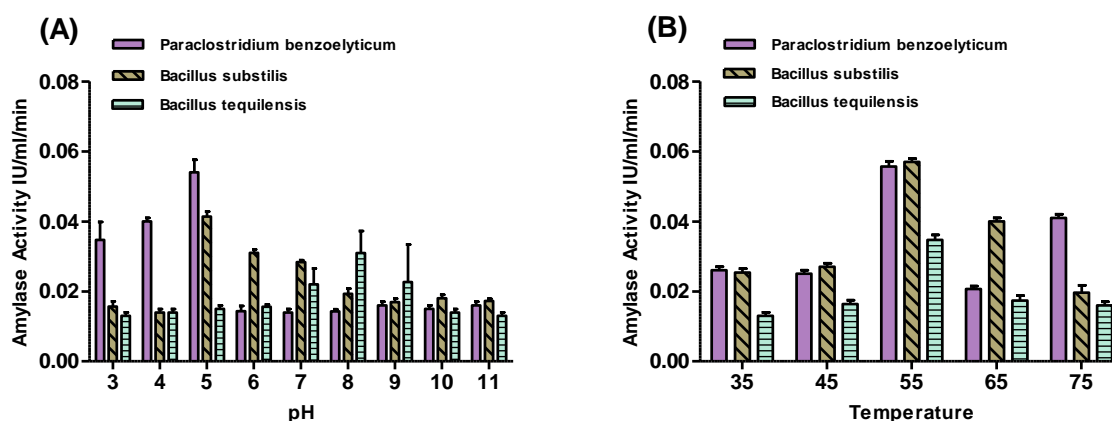 (A)
Paraclostridium benzoelyticum
Bacillus substilis
Bacillus tequilensis
Amylase Activity IU/ml/min
0.08
0.06
0.04
0.02
0.00
3 4 5 6 7 8 9 10 11
pH
(B)
Paraclostridium benzoelyticum
Bacillus substilis
Bacillus tequilensis
Amylase Activity IU/ml/min
0.08
0.06
0.04
0.02
0.00
35 45 55 65 75
Temperature